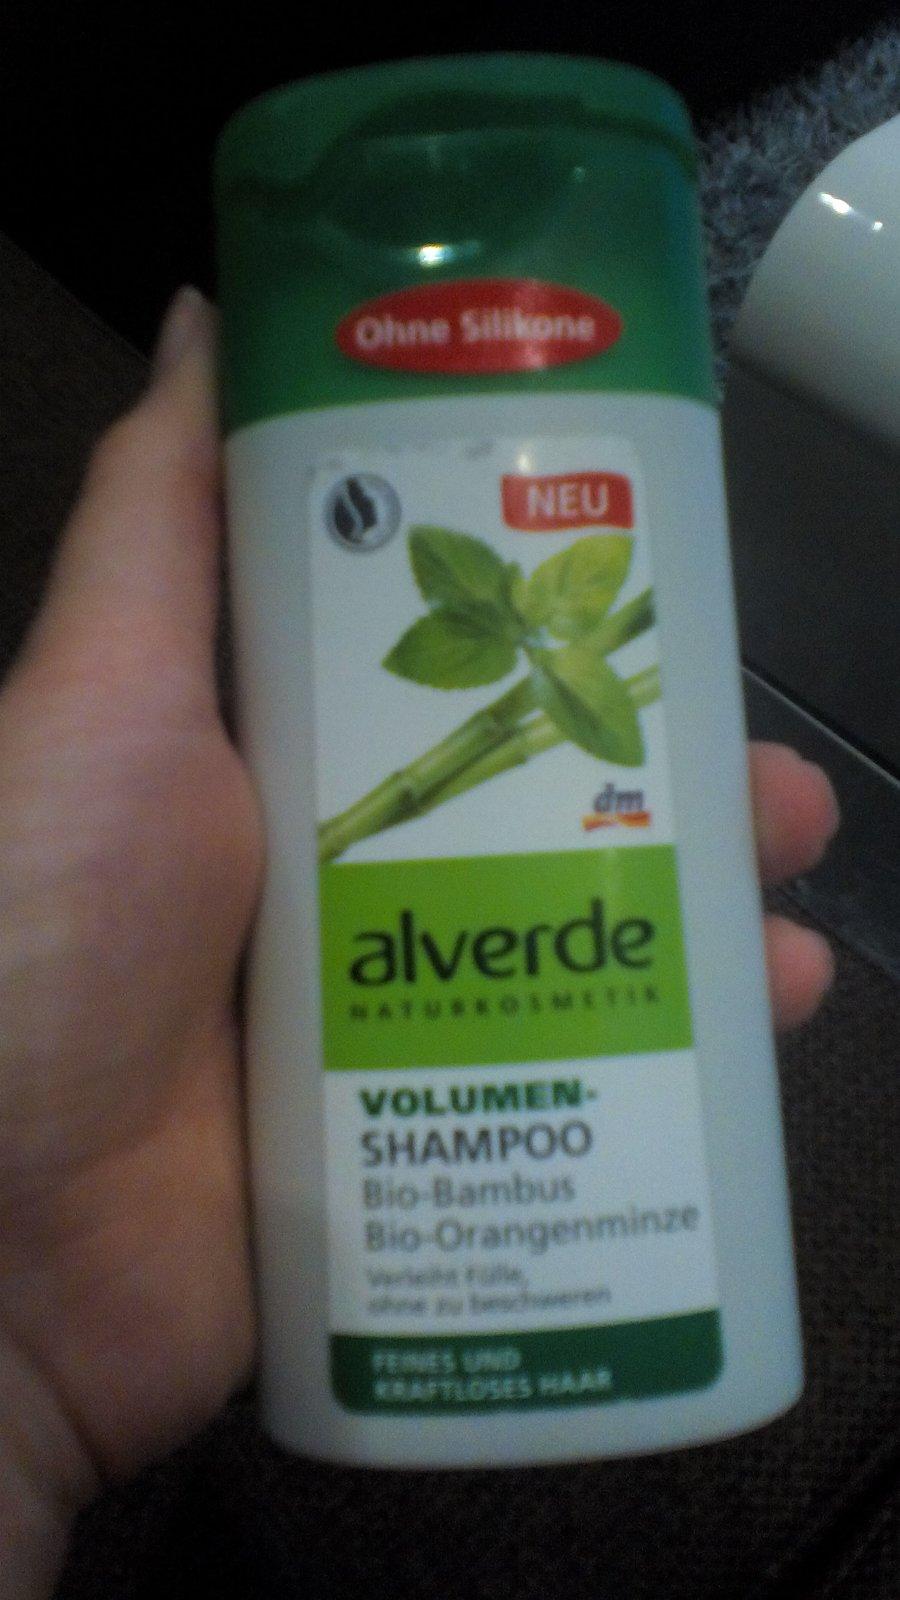 Ohne Silikone
NEU
dm
alverde
NATURKOSMETIK
VOLUMEN-
SHAMPOO
Bio-Bambus
Bio-Orangenminze
Verleiht Fülle,
ohne zu beschweren
FEINES UND
KRAFTLOSES HAAR